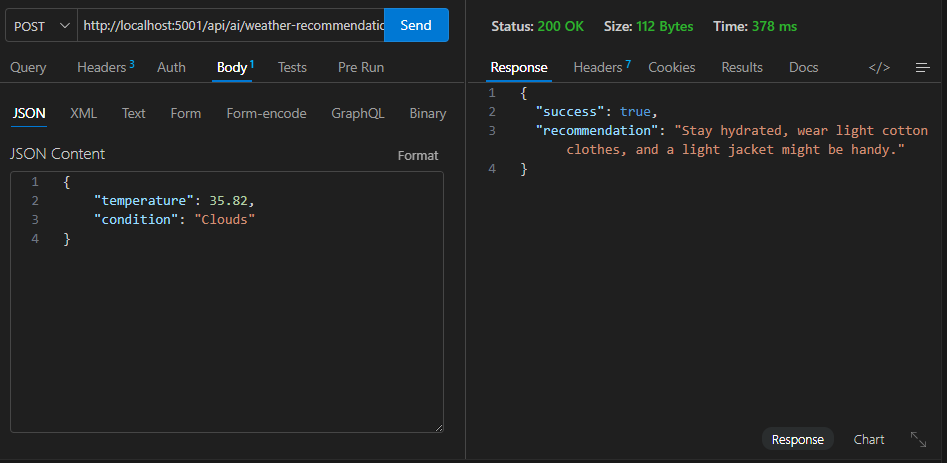 POST http://localhost:5001/api/ai/weather-recommendatio Send
Query Headers 3 Auth Body 1 Tests Pre Run
JSON XML Text Form Form-encode GraphQL Binary
JSON Content Format
1 {
2 "temperature": 35.82,
3 "condition": "Clouds"
4 }
Status: 200 OK Size: 112 Bytes Time: 378 ms
Response Headers 7 Cookies Results Docs </>
1 {
2 "success": true,
3 "recommendation": "Stay hydrated, wear light cotton
clothes, and a light jacket might be handy."
4 }
Response Chart